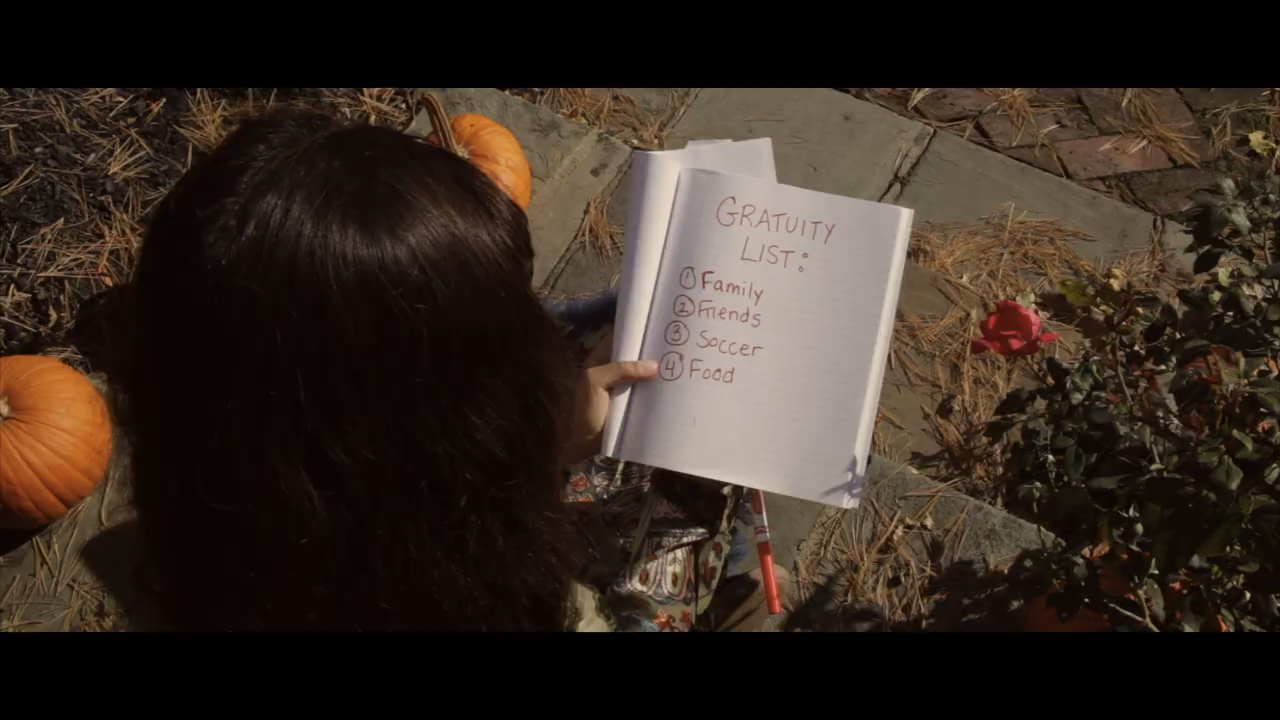 GRATUITY
LIST:
① Family
② Friends
③ Soccer
④ Food